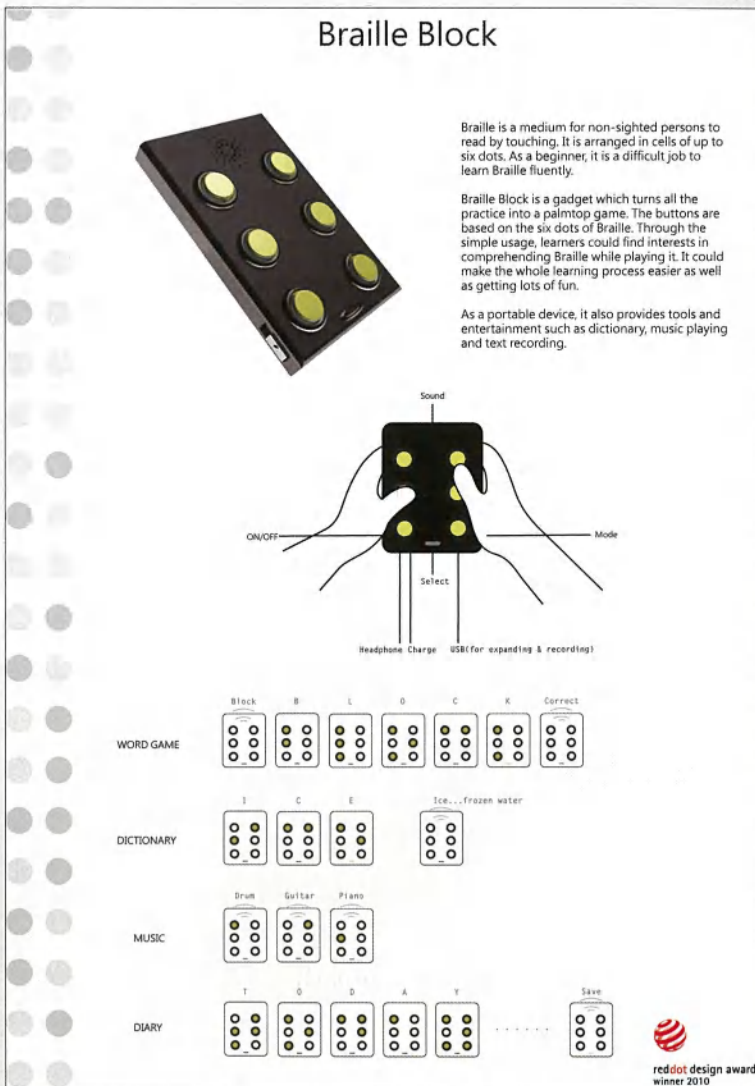 Braille Block
Braille is a medium for non-sighted persons to
read by touching. It is arranged in cells of up to
six dots. As a beginner, it is a difficult job to
learn Braille fluently.
Braille Block is a gadget which turns all the
practice into a palmtop game. The buttons are
based on the six dots of Braille. Through the
simple usage, learners could find interests in
comprehending Braille while playing it. It could
make the whole learning process easier as well
as getting lots of fun.
As a portable device, it also provides tools and
entertainment such as dictionary, music playing
and text recording.
Sound
ON/OFF
Mode
Select
Headphone Charge USB(for expanding & recording)
Block B L O C K Correct
WORD GAME
I C E Ice...frozen water
DICTIONARY
Drum Guitar Piano
MUSIC
T O D A Y Save
DIARY ......
reddot design award
winner 2010